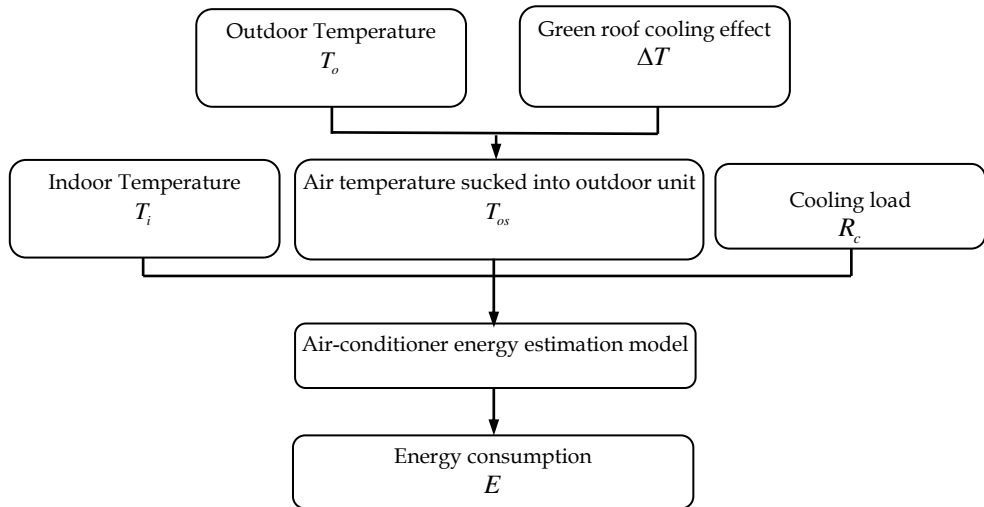 Outdoor Temperature
T_o
Green roof cooling effect
ΔT
Indoor Temperature
T_i
Air temperature sucked into outdoor unit
T_os
Cooling load
R_c
Air-conditioner energy estimation model
Energy consumption
E